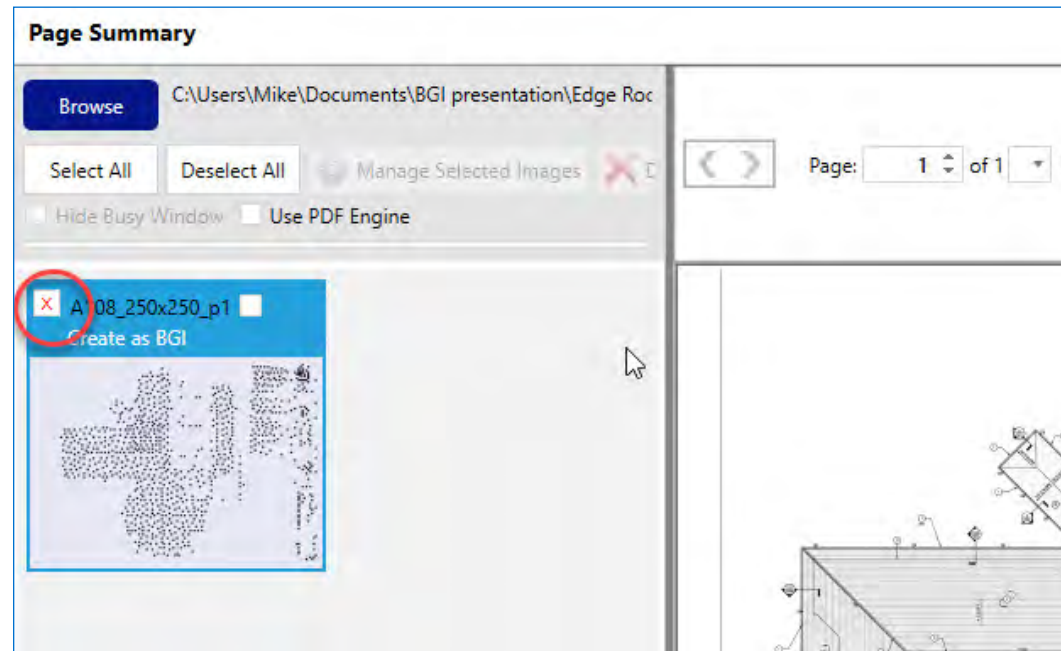 Page Summary
Browse C:\Users\Mike\Documents\BGI presentation\Edge Roc
Select All Deselect All Manage Selected Images D
Page: 1 of 1
Hide Busy Window Use PDF Engine
X A108_250x250_p1
Create as BGI